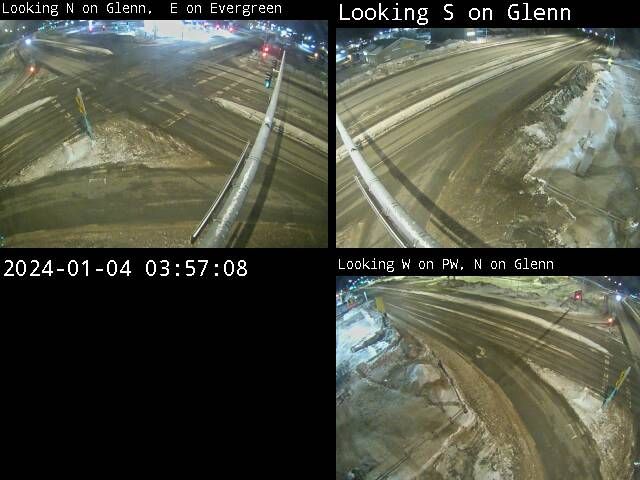 Looking N on Glenn,  E on Evergreen
Looking S on Glenn
2024-01-04 03:57:08
Looking W on PW, N on Glenn